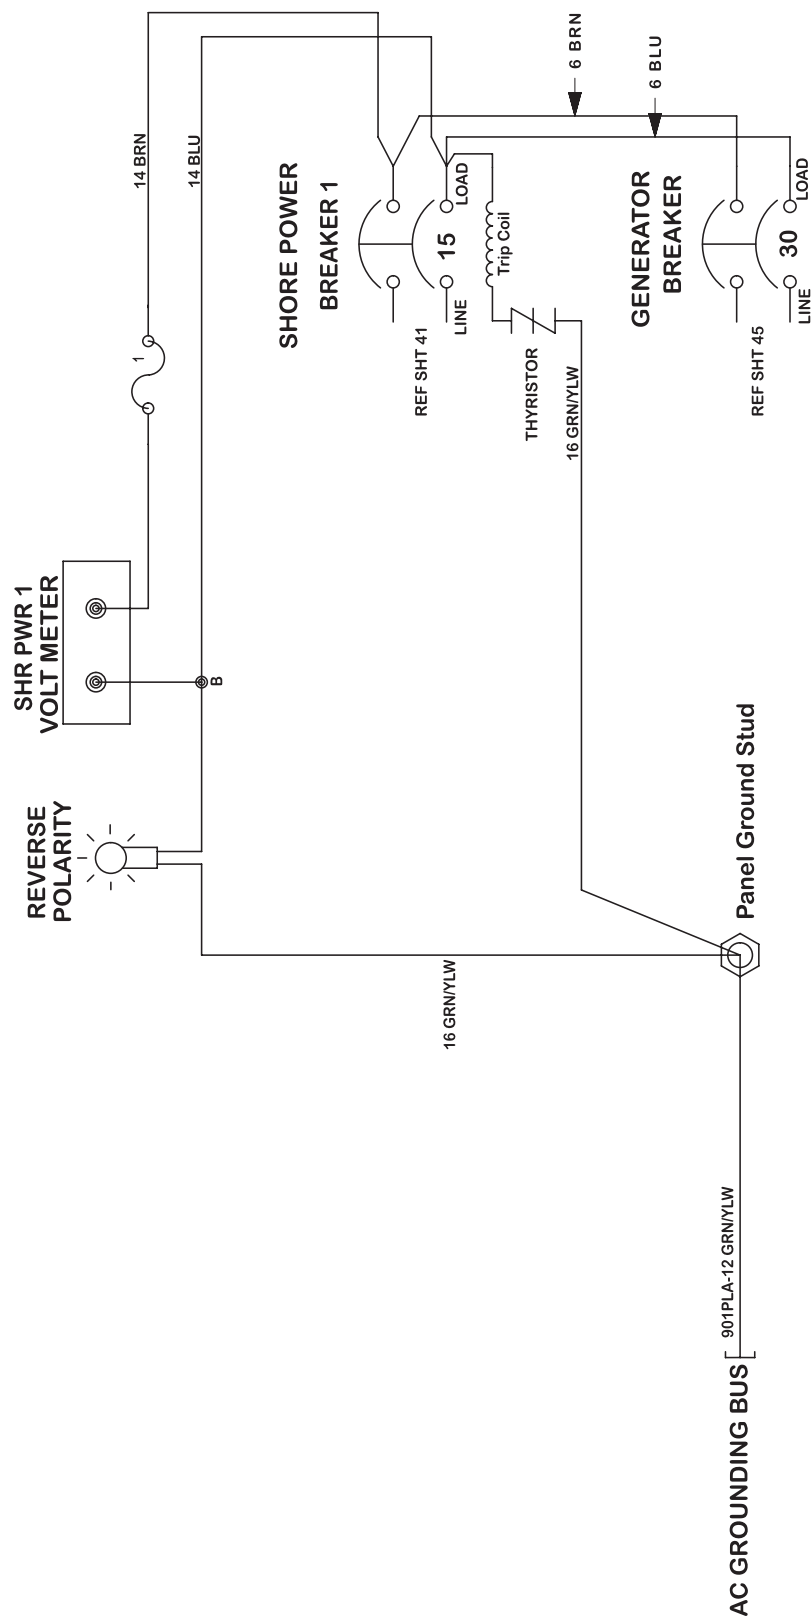 REVERSE
POLARITY
SHR PWR 1
VOLT METER
1
14 BRN
14 BLU
B
SHORE POWER
BREAKER 1
15
LINE
LOAD
REF SHT 41
Trip Coil
THYRISTOR
16 GRN/YLW
6 BRN
6 BLU
GENERATOR
BREAKER
30
LINE
LOAD
REF SHT 45
16 GRN/YLW
Panel Ground Stud
901PLA-12 GRN/YLW
AC GROUNDING BUS